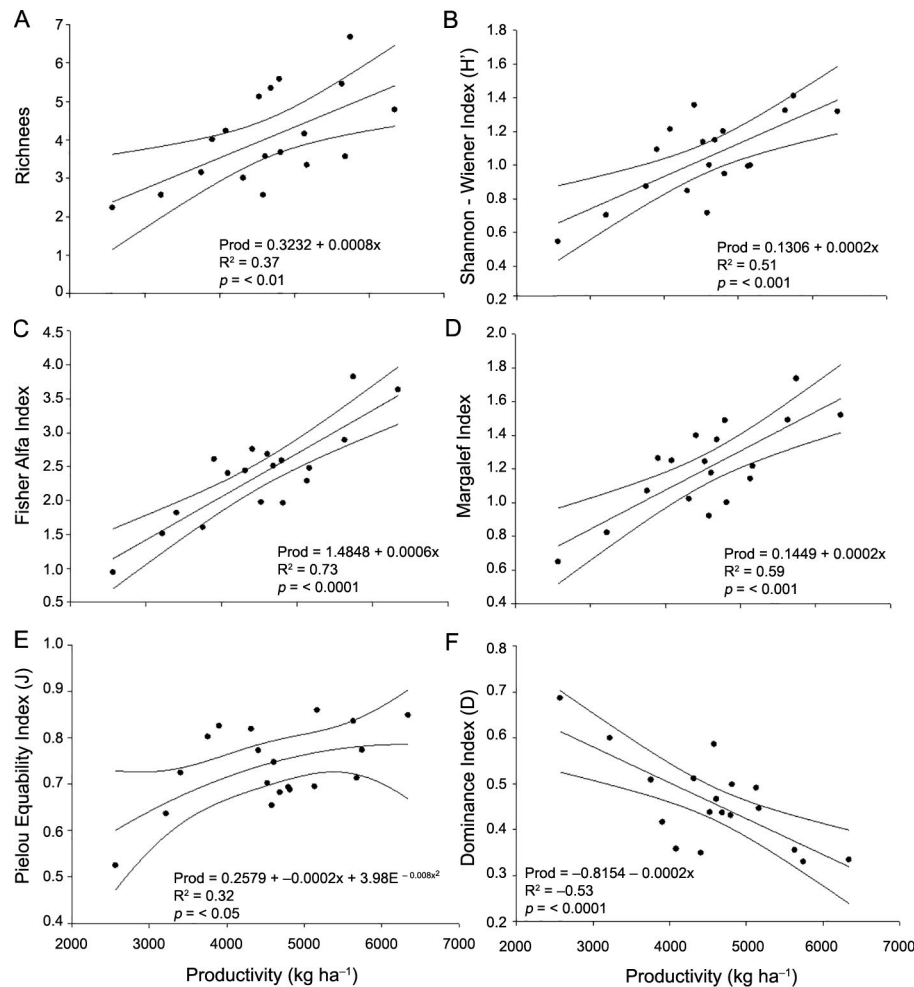 A
Richnees
7
6
5
4
3
2
1
0
Prod = 0.3232 + 0.0008x
R² = 0.37
p = < 0.01
B
Shannon - Wiener Index (H')
1.8
1.6
1.4
1.2
1.0
0.8
0.6
0.4
0.2
Prod = 0.1306 + 0.0002x
R² = 0.51
p = < 0.001
C
Fisher Alfa Index
4.5
4.0
3.5
3.0
2.5
2.0
1.5
1.0
0.5
Prod = 1.4848 + 0.0006x
R² = 0.73
p = < 0.0001
D
Margalef Index
2.0
1.8
1.6
1.4
1.2
1.0
0.8
0.6
0.4
Prod = 0.1449 + 0.0002x
R² = 0.59
p = < 0.001
E
Pielou Equability Index (J)
1.0
0.9
0.8
0.7
0.6
0.5
0.4
Prod = 0.2579 + −0.0002x + 3.98E − 0.008x²
R² = 0.32
p = < 0.05
2000 3000 4000 5000 6000 7000
Productivity (kg ha⁻¹)
F
Dominance Index (D)
0.8
0.7
0.6
0.5
0.4
0.3
0.2
Prod = −0.8154 − 0.0002x
R² = −0.53
p = < 0.0001
2000 3000 4000 5000 6000 7000
Productivity (kg ha⁻¹)